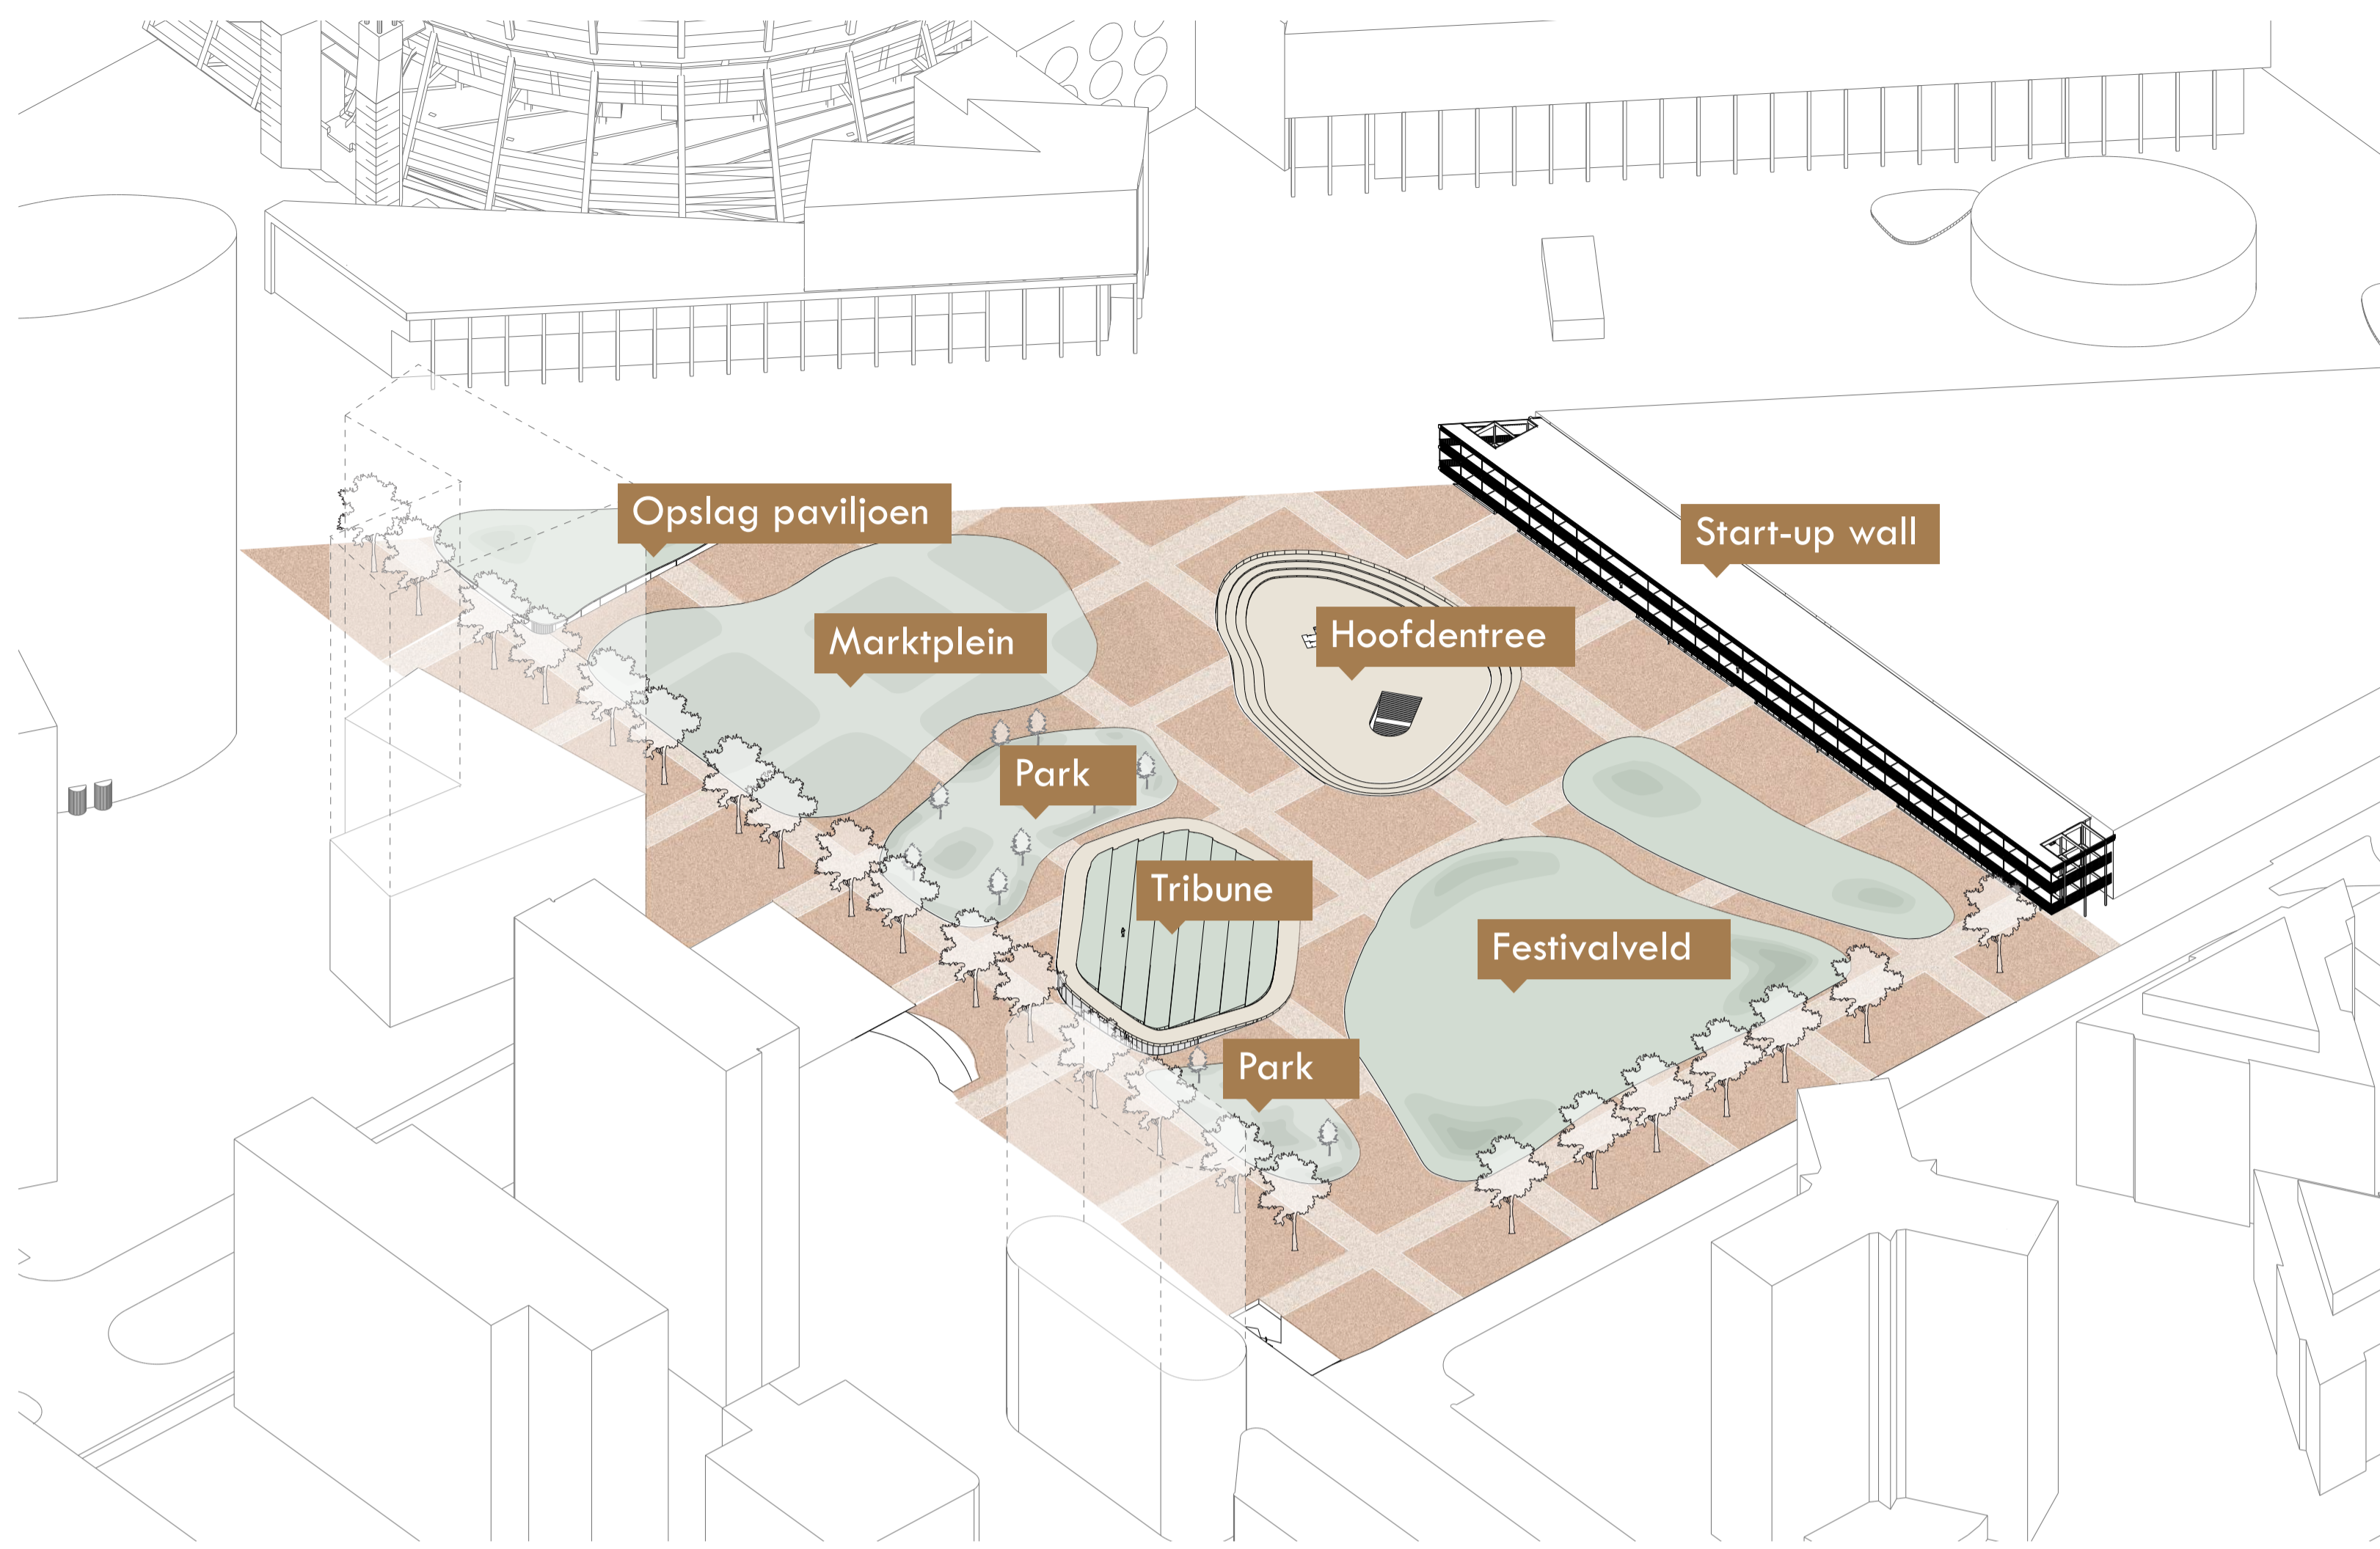 Opslag paviljoen
Start-up wall
Marktplein
Hoofdentree
Park
Tribune
Festivalveld
Park